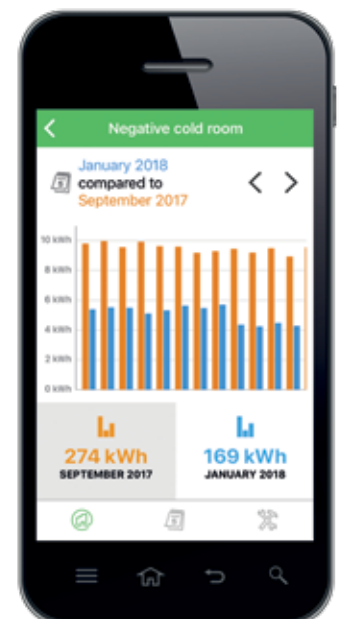 Negative cold room
January 2018
compared to
September 2017
10 kWh
8 kWh
6 kWh
4 kWh
2 kWh
0 kWh
274 kWh 169 kWh
SEPTEMBER 2017 JANUARY 2018